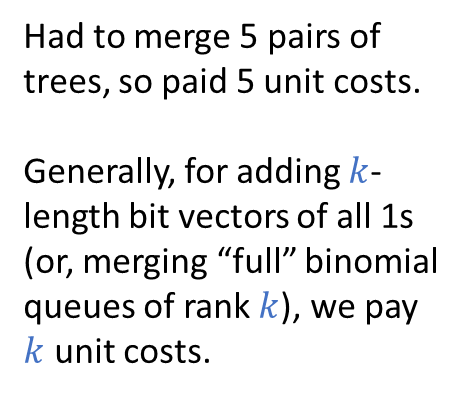 Had to merge 5 pairs of
trees, so paid 5 unit costs.
Generally, for adding k-
length bit vectors of all 1s
(or, merging “full” binomial
queues of rank k), we pay
k unit costs.